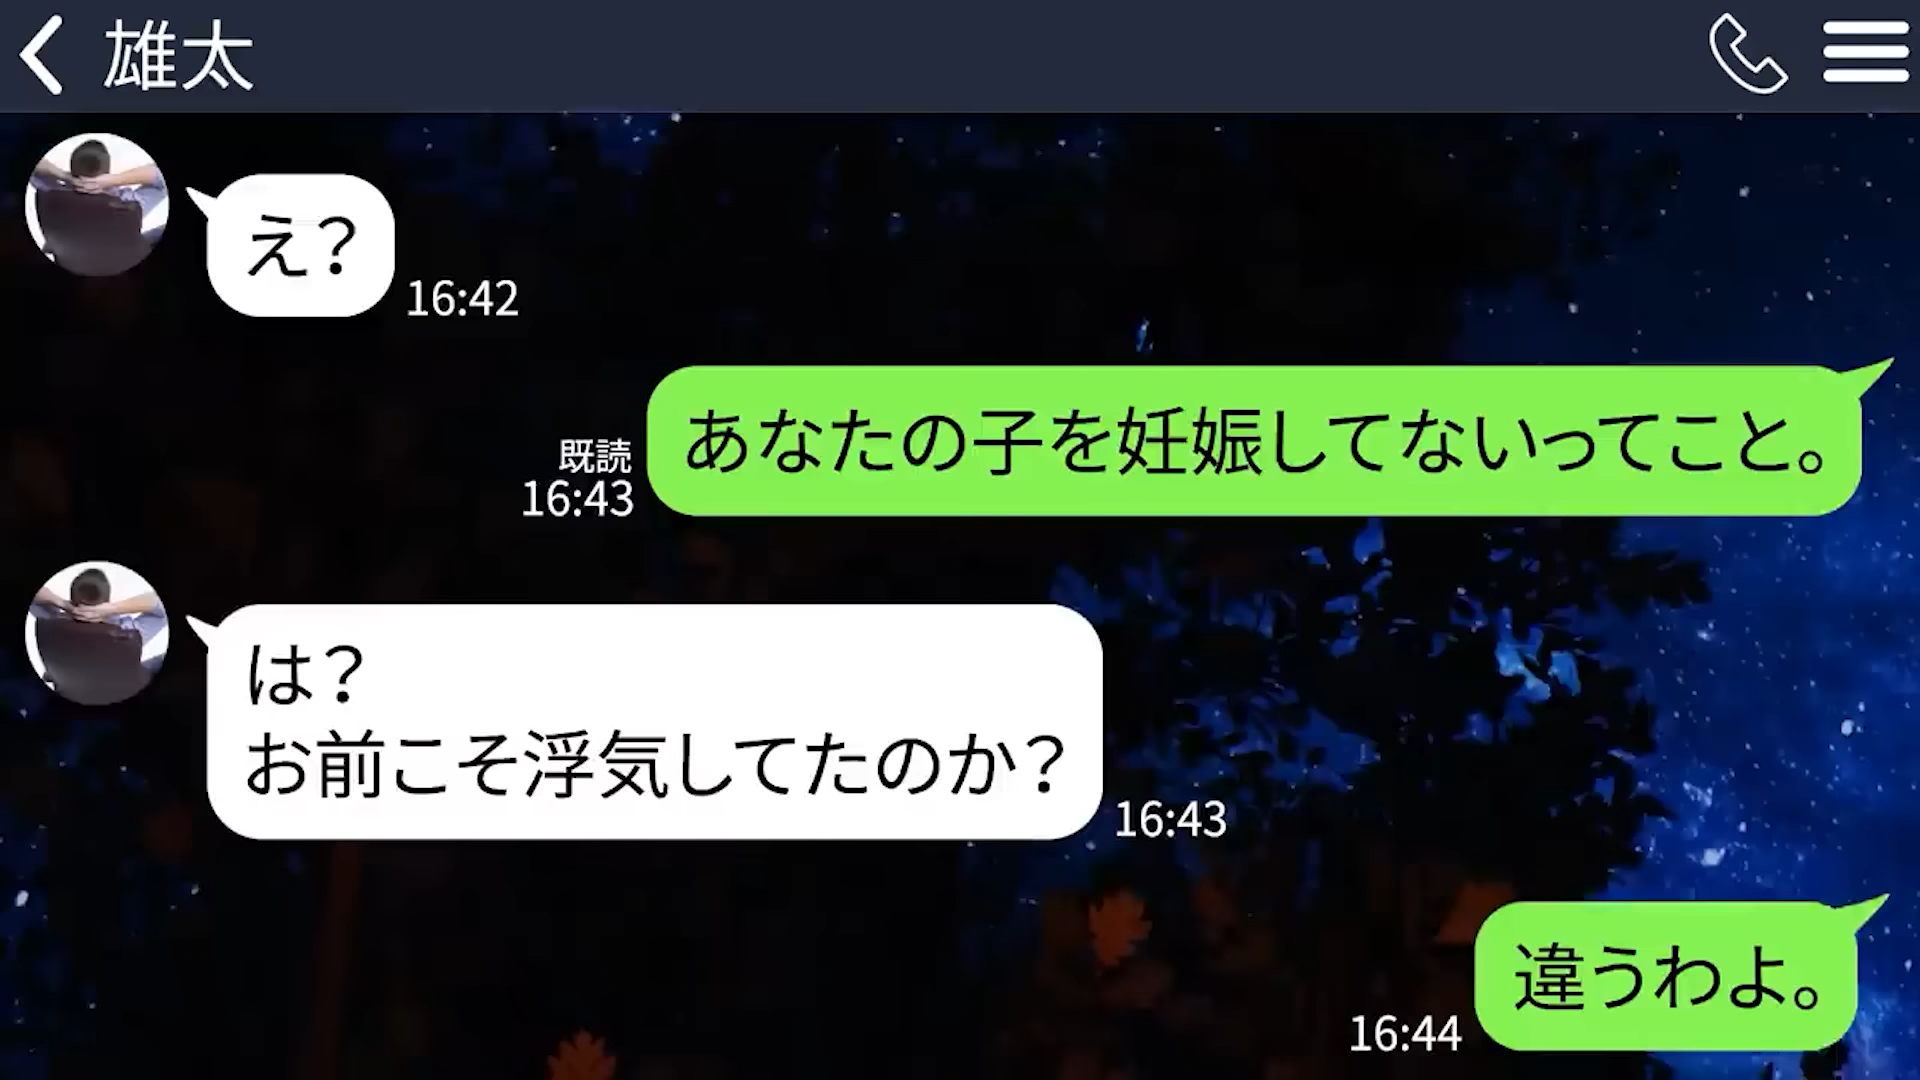 雄太
え？
16:42
あなたの子を妊娠してないってこと。
既読
16:43
は？
お前こそ浮気してたのか？
16:43
違うわよ。
16:44